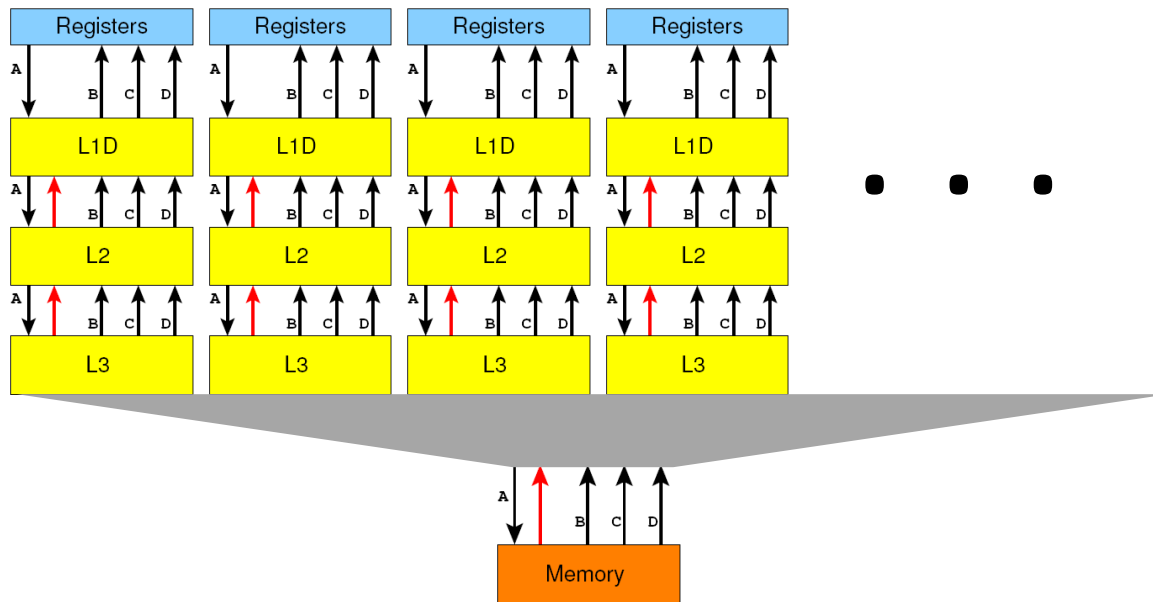 Registers Registers Registers Registers
A A A A
B C D B C D B C D B C D
L1D L1D L1D L1D
A A A A
B C D B C D B C D B C D
L2 L2 L2 L2
A A A A
B C D B C D B C D B C D
L3 L3 L3 L3
A
B C D
Memory